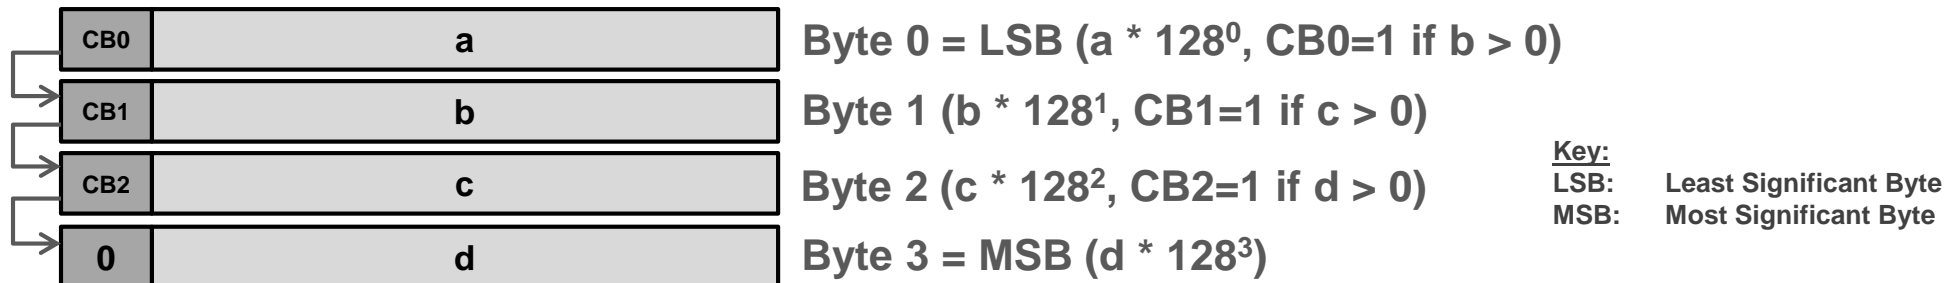 CB0 a Byte 0 = LSB (a * 128⁰, CB0=1 if b > 0)
CB1 b Byte 1 (b * 128¹, CB1=1 if c > 0)
CB2 c Byte 2 (c * 128², CB2=1 if d > 0)
0 d Byte 3 = MSB (d * 128³)
Key:
LSB: Least Significant Byte
MSB: Most Significant Byte